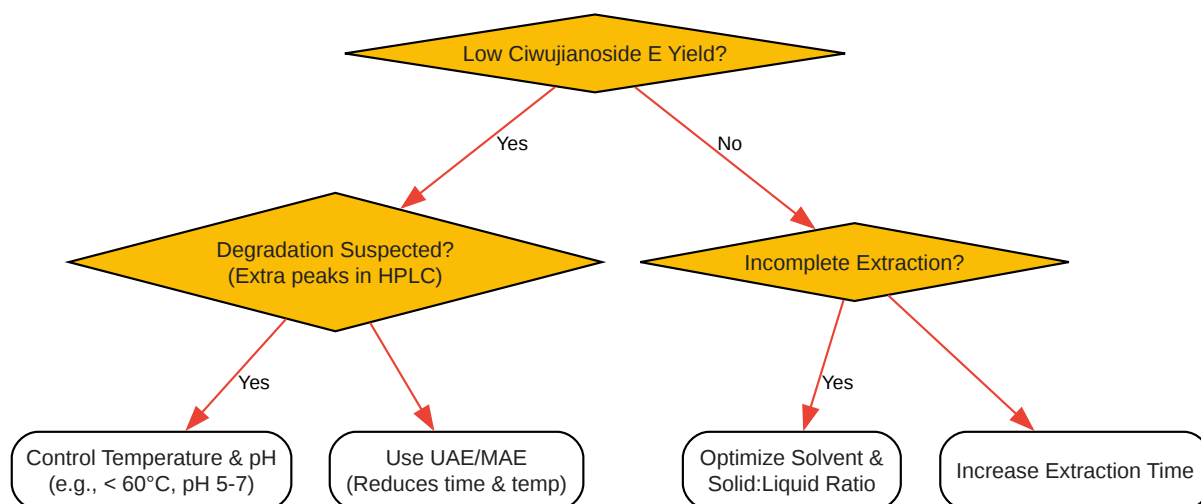 Low Ciwujianoside E Yield?
Yes
No
Degradation Suspected?
(Extra peaks in HPLC)
Incomplete Extraction?
Yes
Yes
Control Temperature & pH
(e.g., < 60°C, pH 5-7)
Use UAE/MAE
(Reduces time & temp)
Optimize Solvent &
Solid:Liquid Ratio
Increase Extraction Time